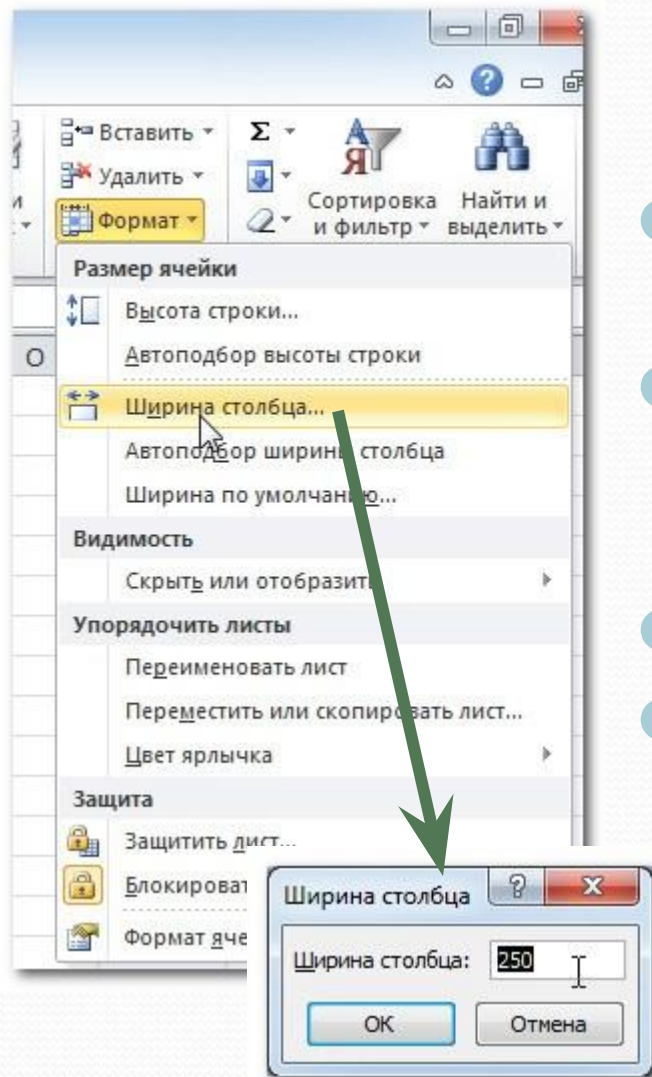 Вставить
Σ
Удалить
Формат
Сортировка
и фильтр
Найти и
выделить
Размер ячейки
Высота строки...
O
Автоподбор высоты строки
Ширина столбца...
Автоподбор ширины столбца
Ширина по умолчанию...
Видимость
Скрыть или отобразить
Упорядочить листы
Переименовать лист
Переместить или скопировать лист...
Цвет ярлычка
Защита
Защитить лист...
Формат
Ширина столбца
Ширина столбца: 250
ОК
Отмена